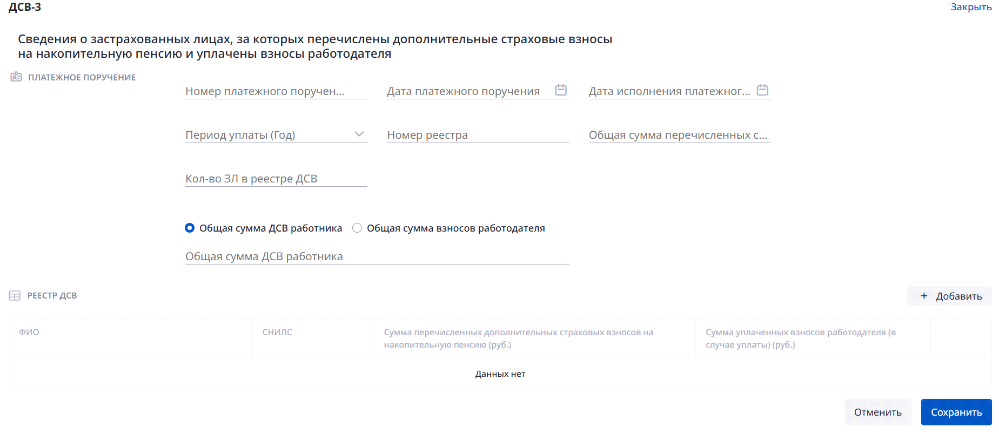 ДСВ-3
Закрыть
Сведения о застрахованных лицах, за которых перечислены дополнительные страховые взносы
на накопительную пенсию и уплачены взносы работодателя
ПЛАТЕЖНОЕ ПОРУЧЕНИЕ
Номер платежного поручен...
Дата платежного поручения
Дата исполнения платежног...
Период уплаты (Год)
Номер реестра
Общая сумма перечисленных с...
Кол-во ЗЛ в реестре ДСВ
Общая сумма ДСВ работника
Общая сумма взносов работодателя
Общая сумма ДСВ работника
РЕЕСТР ДСВ
+ Добавить
ФИО
СНИЛС
Сумма перечисленных дополнительных страховых взносов на
накопительную пенсию (руб.)
Сумма уплаченных взносов работодателя (в
случае уплаты) (руб.)
Данных нет
Отменить
Сохранить